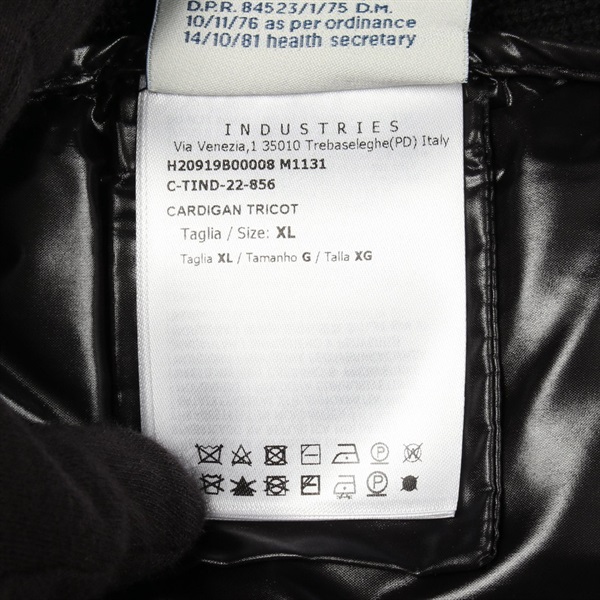 D.P.R. 84523/1/75 D.M.
10/11/76 as per ordinance
14/10/81 health secretary
INDUSTRIES
Via Venezia,1 35010 Trebaseleghe(PD) Italy
H20919B00008 M1131
C-TIND-22-856
CARDIGAN TRICOT
Taglia / Size: XL
Taglia XL / Tamanho G / Talla XG